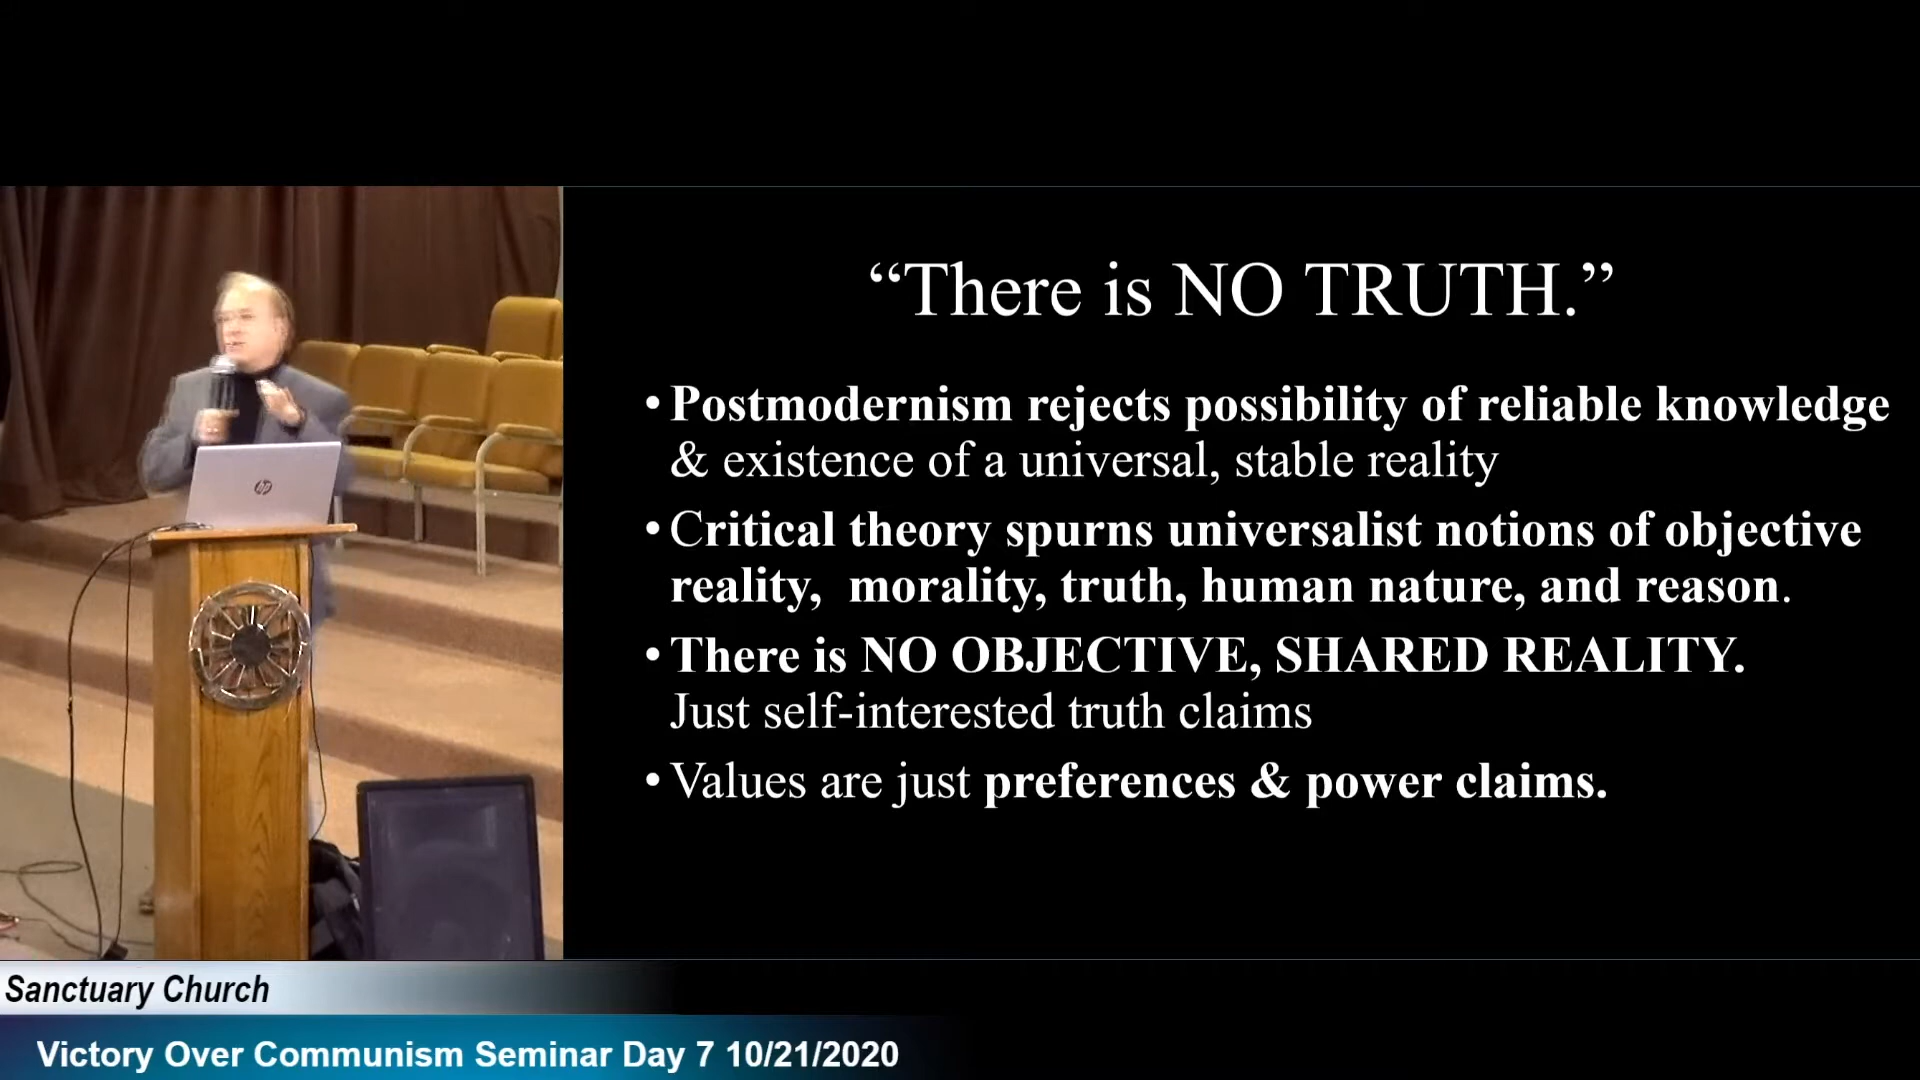 “There is NO TRUTH.”
• Postmodernism rejects possibility of reliable knowledge
& existence of a universal, stable reality
• Critical theory spurns universalist notions of objective
reality,  morality, truth, human nature, and reason.
• There is NO OBJECTIVE, SHARED REALITY.
Just self-interested truth claims
• Values are just preferences & power claims.
hp
Sanctuary Church
Victory Over Communism Seminar Day 7 10/21/2020